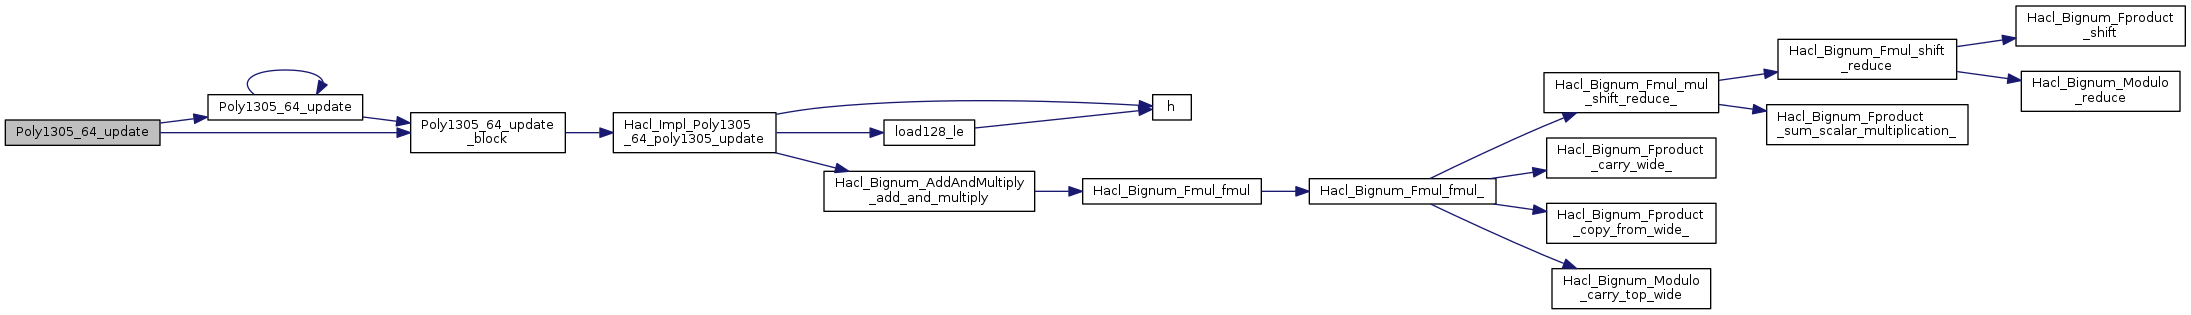 Poly1305_64_update
Poly1305_64_update
Poly1305_64_update
_block
Hacl_Impl_Poly1305
_64_poly1305_update
h
load128_le
Hacl_Bignum_AddAndMultiply
_add_and_multiply
Hacl_Bignum_Fmul_fmul
Hacl_Bignum_Fmul_fmul_
Hacl_Bignum_Fmul_mul
_shift_reduce_
Hacl_Bignum_Fproduct
_carry_wide_
Hacl_Bignum_Fproduct
_copy_from_wide_
Hacl_Bignum_Modulo
_carry_top_wide
Hacl_Bignum_Fmul_shift
_reduce
Hacl_Bignum_Fproduct
_sum_scalar_multiplication_
Hacl_Bignum_Fproduct
_shift
Hacl_Bignum_Modulo
_reduce